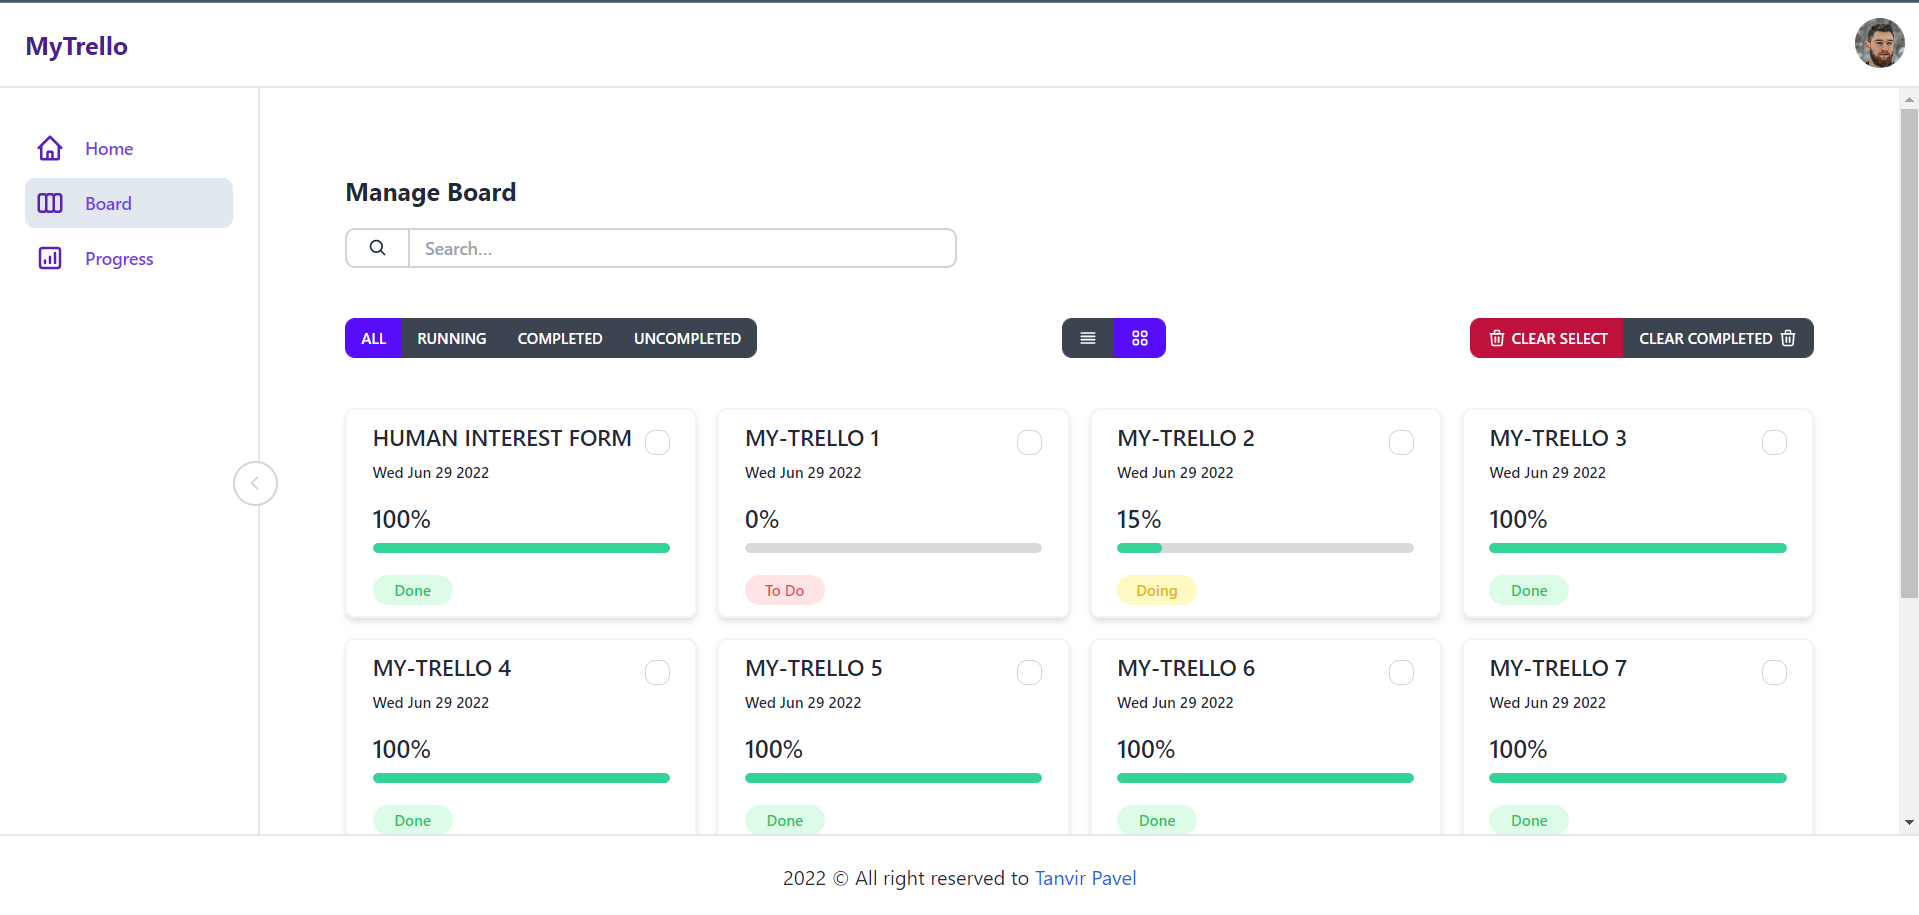 MyTrello
Home
Board
Progress
Manage Board
Search...
ALL RUNNING COMPLETED UNCOMPLETED
CLEAR SELECT CLEAR COMPLETED
HUMAN INTEREST FORM
Wed Jun 29 2022
100%
Done
MY-TRELLO 1
Wed Jun 29 2022
0%
To Do
MY-TRELLO 2
Wed Jun 29 2022
15%
Doing
MY-TRELLO 3
Wed Jun 29 2022
100%
Done
MY-TRELLO 4
Wed Jun 29 2022
100%
Done
MY-TRELLO 5
Wed Jun 29 2022
100%
Done
MY-TRELLO 6
Wed Jun 29 2022
100%
Done
MY-TRELLO 7
Wed Jun 29 2022
100%
Done
2022 © All right reserved to Tanvir Pavel